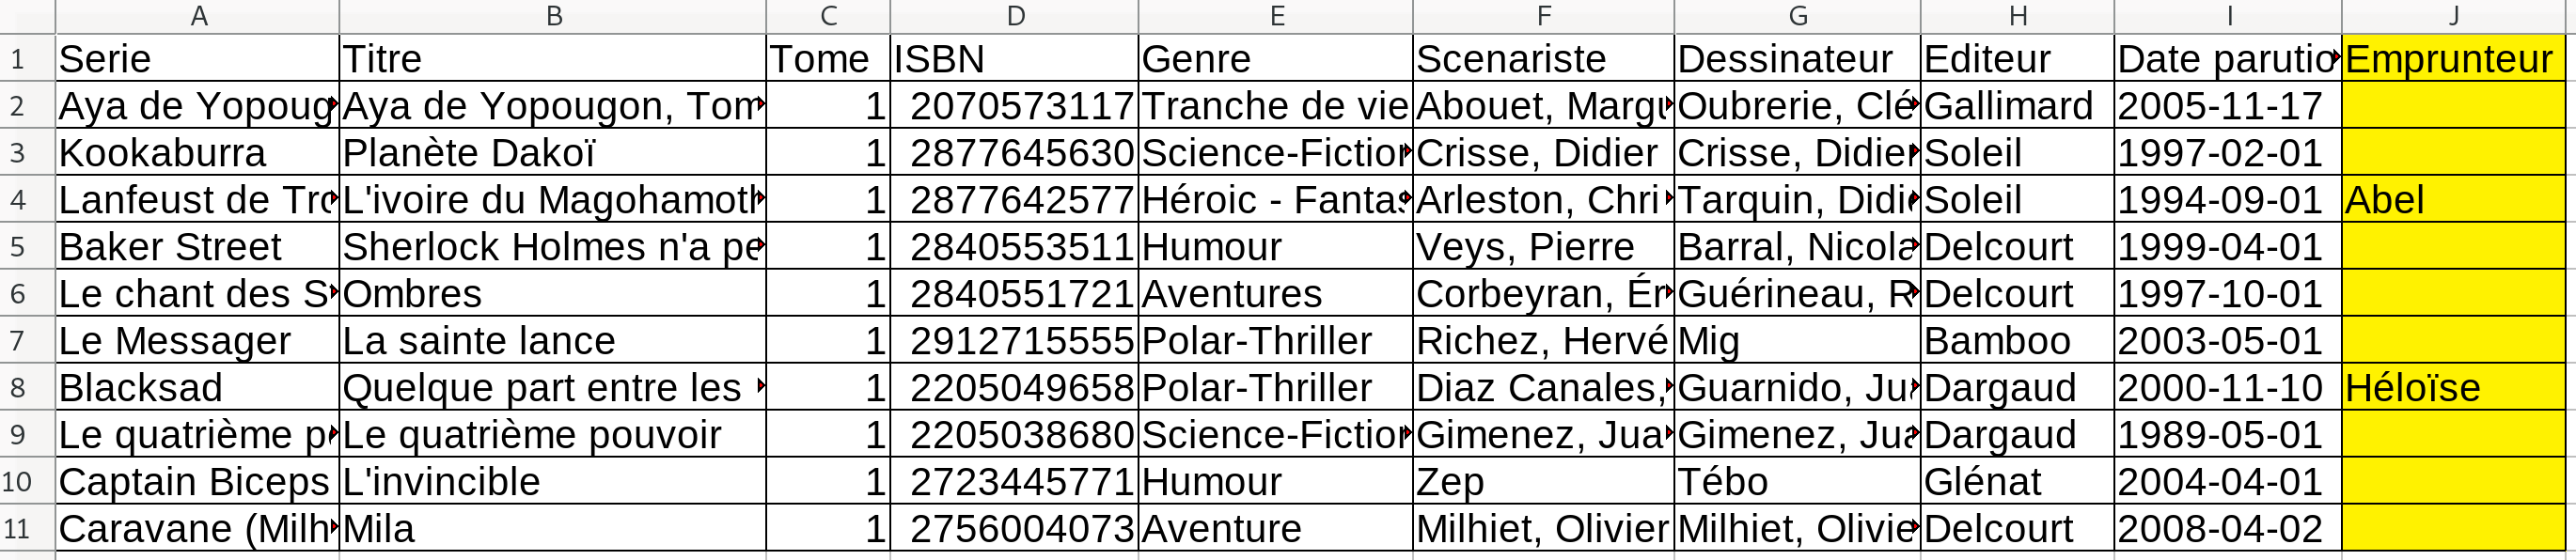 A B C D E F G H I J
1 Serie Titre Tome ISBN Genre Scenariste Dessinateur Editeur Date parutio Emprunteur
2 Aya de Yopoug Aya de Yopougon, Tom 1 2070573117 Tranche de vie Abouet, Margu Oubrerie, Clé Gallimard 2005-11-17
3 Kookaburra Planète Dakoï 1 2877645630 Science-Fiction Crisse, Didier Crisse, Didier Soleil 1997-02-01
4 Lanfeust de Tro L'ivoire du Magohamoth 1 2877642577 Héroic - Fantas Arleston, Chri Tarquin, Didie Soleil 1994-09-01 Abel
5 Baker Street Sherlock Holmes n'a pe 1 2840553511 Humour Veys, Pierre Barral, Nicola Delcourt 1999-04-01
6 Le chant des S Ombres 1 2840551721 Aventures Corbeyran, Ér Guérineau, R Delcourt 1997-10-01
7 Le Messager La sainte lance 1 2912715555 Polar-Thriller Richez, Hervé Mig Bamboo 2003-05-01
8 Blacksad Quelque part entre les 1 2205049658 Polar-Thriller Diaz Canales, Guarnido, Jua Dargaud 2000-11-10 Héloïse
9 Le quatrième p Le quatrième pouvoir 1 2205038680 Science-Fiction Gimenez, Jua Gimenez, Jua Dargaud 1989-05-01
10 Captain Biceps L'invincible 1 2723445771 Humour Zep Tébo Glénat 2004-04-01
11 Caravane (Milh Mila 1 2756004073 Aventure Milhiet, Olivier Milhiet, Olivie Delcourt 2008-04-02